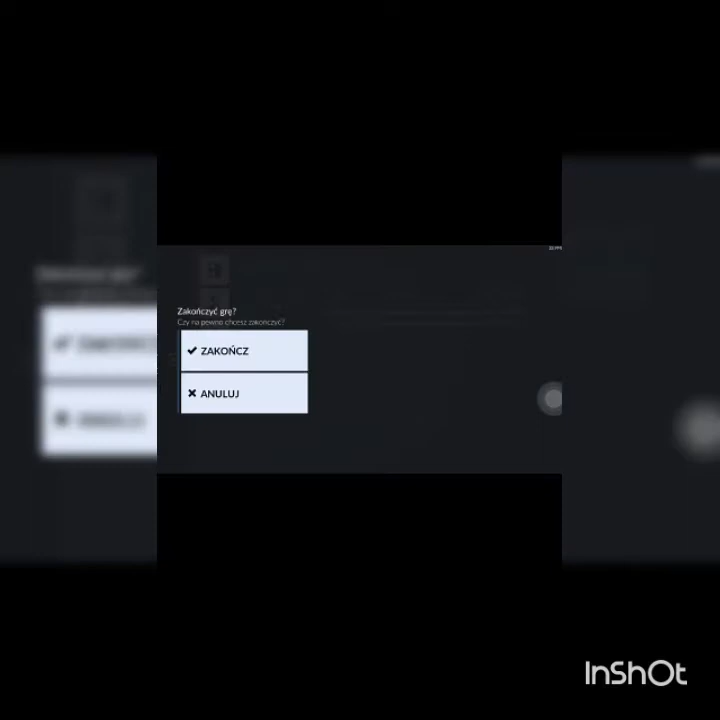 Zakończyć grę?
Czy na pewno chcesz zakończyć?
✔ ZAKOŃCZ
✖ ANULUJ
InShOt